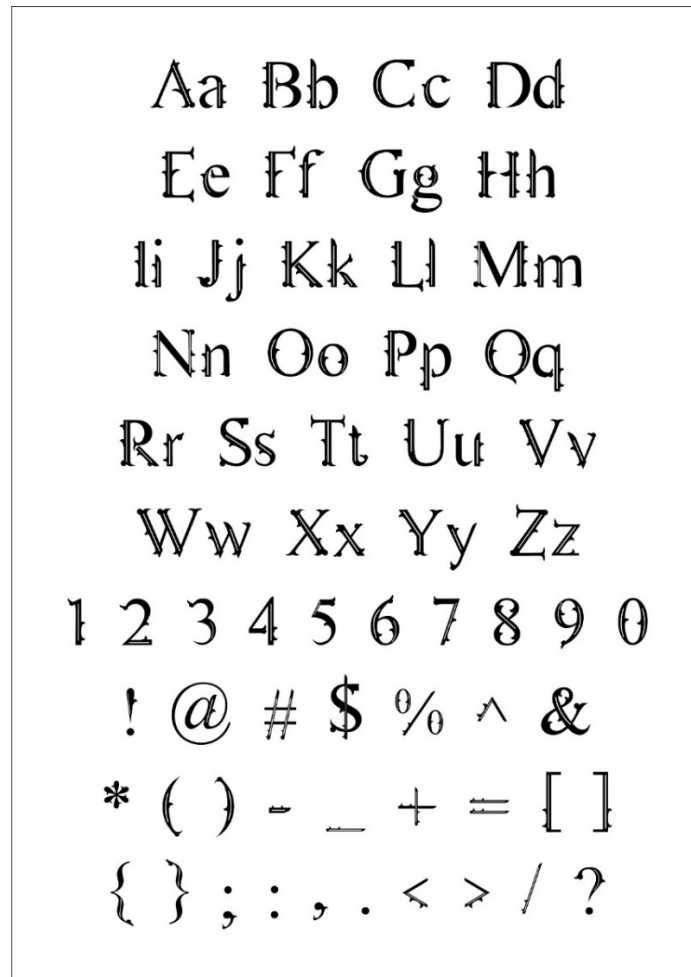 Aa Bb Cc Dd
Ee Ff Gg Hh
Ii Jj Kk Ll Mm
Nn Oo Pp Qq
Rr Ss Tt Uu Vv
Ww Xx Yy Zz
1 2 3 4 5 6 7 8 9 0
! @ # $ % ^ &
* ( ) - _ + = [ ]
{ } ; : , . < > / ?